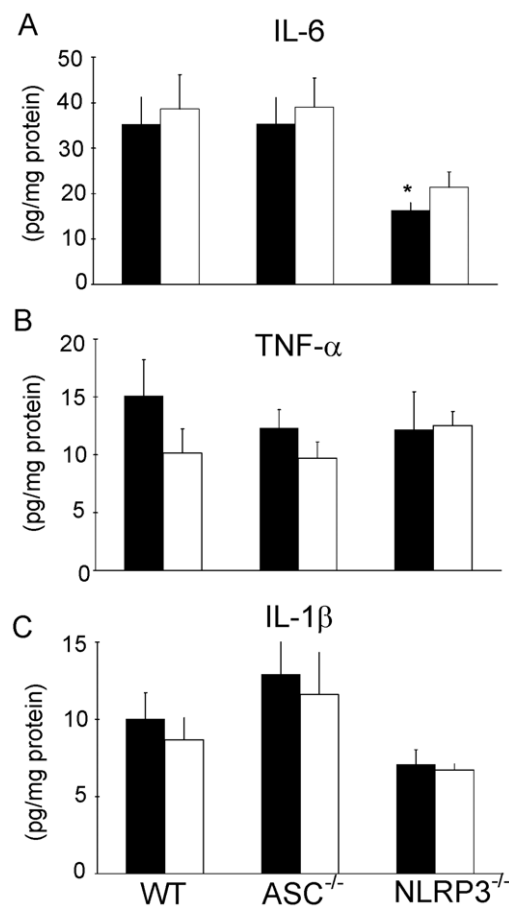 A
IL-6
(pg/mg protein)
50
40
30
20
10
0
*
B
TNF-α
(pg/mg protein)
20
15
10
5
0
C
IL-1β
(pg/mg protein)
15
10
5
0
WT ASC-/- NLRP3-/-